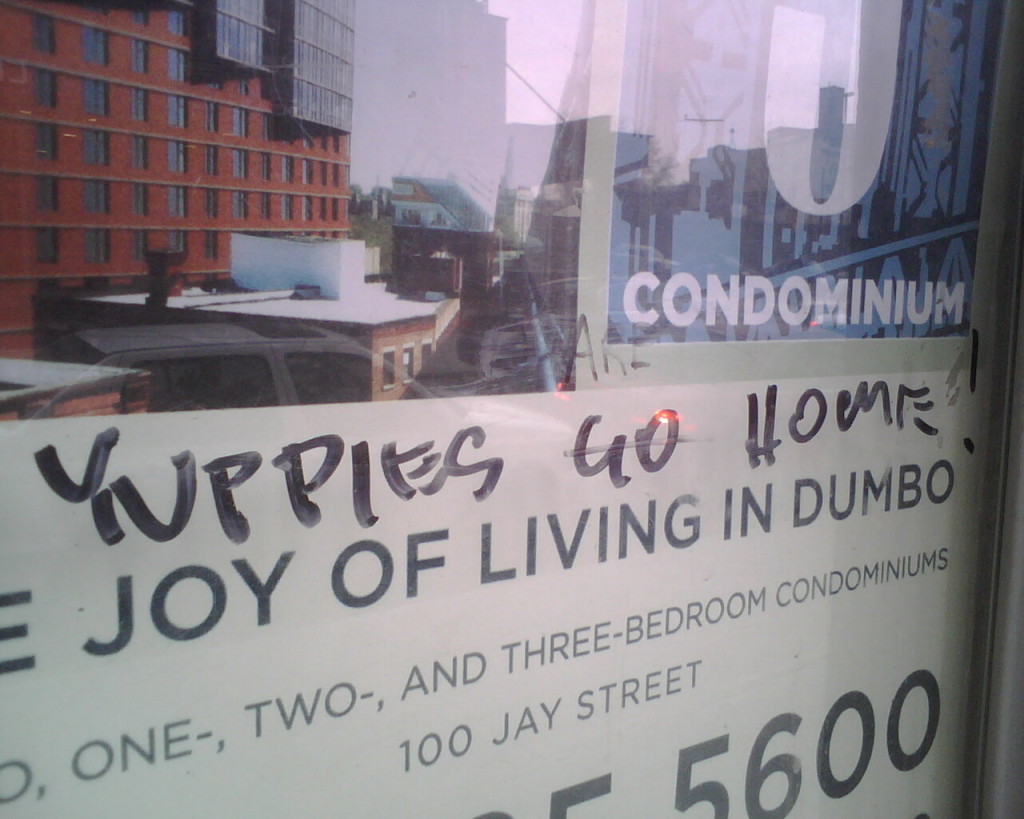 J
CONDOMINIUM
ARE
YUPPIES GO HOME!
E JOY OF LIVING IN DUMBO
O, ONE-, TWO-, AND THREE-BEDROOM CONDOMINIUMS
100 JAY STREET
5600